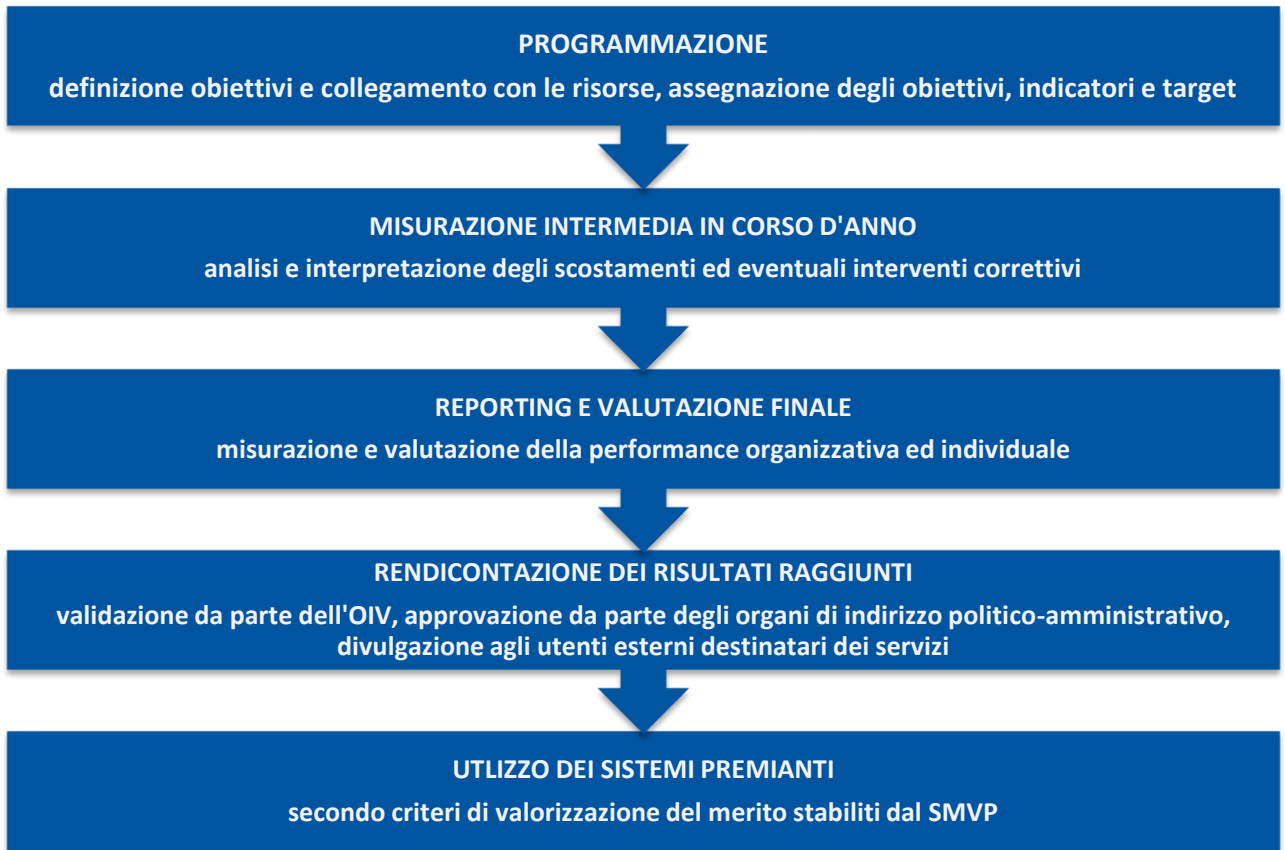 PROGRAMMAZIONE
definizione obiettivi e collegamento con le risorse, assegnazione degli obiettivi, indicatori e target
MISURAZIONE INTERMEDIA IN CORSO D'ANNO
analisi e interpretazione degli scostamenti ed eventuali interventi correttivi
REPORTING E VALUTAZIONE FINALE
misurazione e valutazione della performance organizzativa ed individuale
RENDICONTAZIONE DEI RISULTATI RAGGIUNTI
validazione da parte dell'OIV, approvazione da parte degli organi di indirizzo politico-amministrativo,
divulgazione agli utenti esterni destinatari dei servizi
UTLIZZO DEI SISTEMI PREMIANTI
secondo criteri di valorizzazione del merito stabiliti dal SMVP